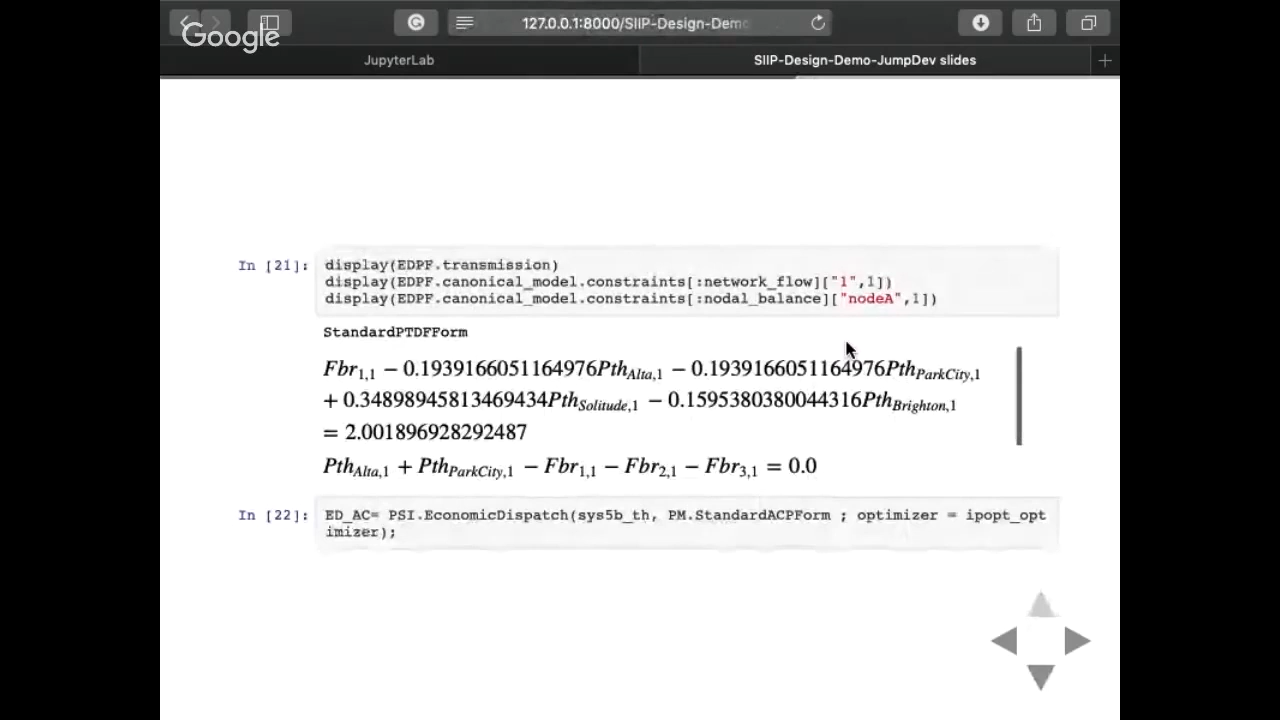 Google
127.0.0.1:8000/SIIP-Design-Demo
JupyterLab
SIIP-Design-Demo-JumpDev slides
In [21]: display(EDPF.transmission)
display(EDPF.canonical_model.constraints[:network_flow]["1",1])
display(EDPF.canonical_model.constraints[:nodal_balance]["nodeA",1])
StandardPTDFForm
Fbr1,1 − 0.1939166051164976PthAlta,1 − 0.1939166051164976PthParkCity,1
+ 0.34898945813469434PthSolitude,1 − 0.1595380380044316PthBrighton,1
= 2.001896928292487
PthAlta,1 + PthParkCity,1 − Fbr1,1 − Fbr2,1 − Fbr3,1 = 0.0
In [22]: ED_AC= PSI.EconomicDispatch(sys5b_th, PM.StandardACPForm ; optimizer = ipopt_opt
imizer);